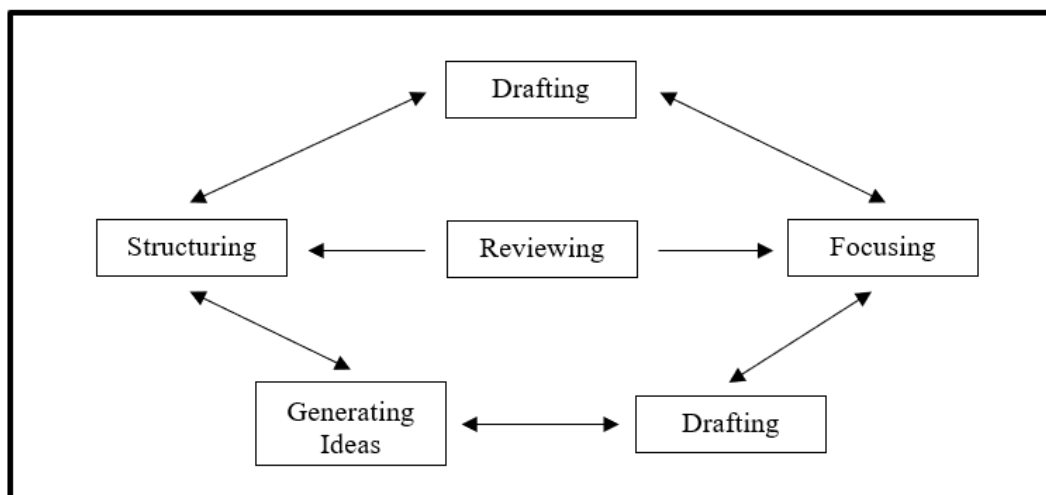 Drafting
Structuring
Reviewing
Focusing
Generating
Ideas
Drafting